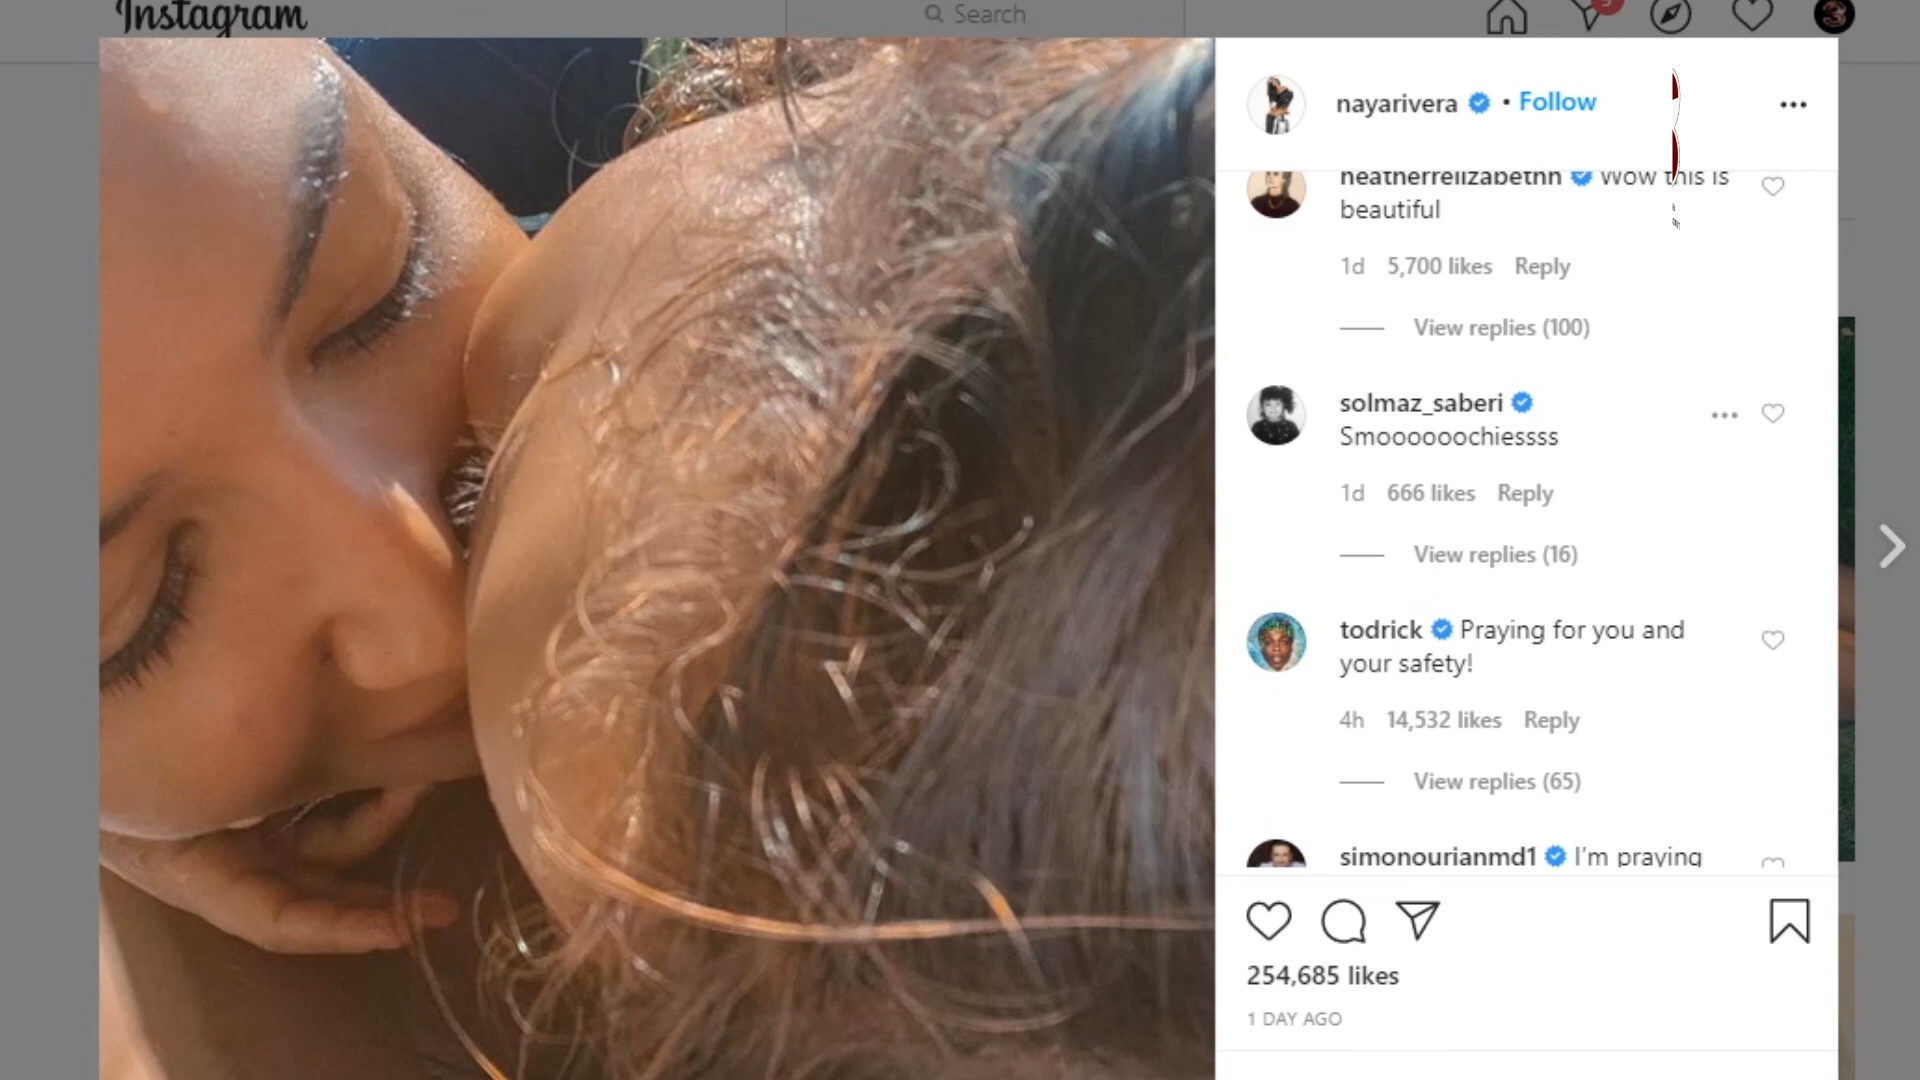 Instagram
Search
nayarivera • Follow
heatherrelizabethh Wow this is
beautiful
1d 5,700 likes Reply
View replies (100)
solmaz_saberi
Smoooooochiessss
1d 666 likes Reply
View replies (16)
todrick Praying for you and
your safety!
4h 14,532 likes Reply
View replies (65)
simonourianmd1 I'm praying
254,685 likes
1 DAY AGO